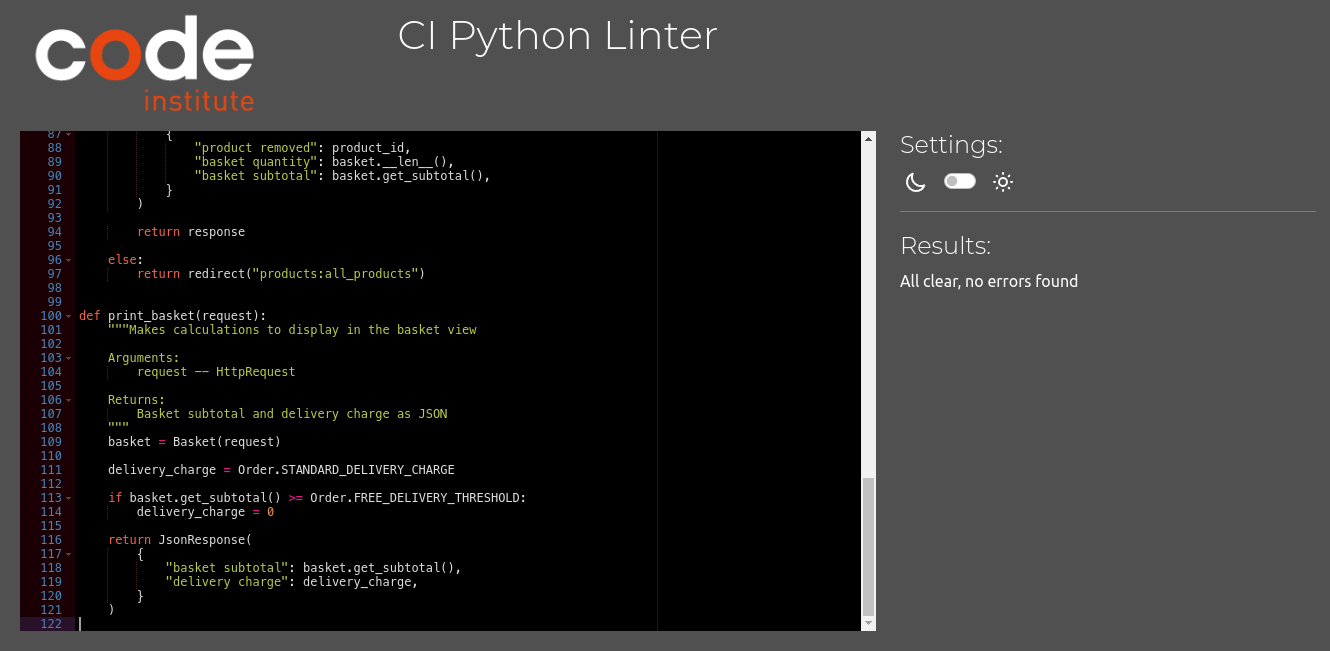 code
institute
CI Python Linter
87 {
88 "product removed": product_id,
89 "basket quantity": basket.__len__(),
90 "basket subtotal": basket.get_subtotal(),
91 }
92 )
93
94 return response
95
96 else:
97 return redirect("products:all_products")
98
99
100 def print_basket(request):
101 """Makes calculations to display in the basket view
102
103 Arguments:
104 request -- HttpRequest
105
106 Returns:
107 Basket subtotal and delivery charge as JSON
108 """
109 basket = Basket(request)
110
111 delivery_charge = Order.STANDARD_DELIVERY_CHARGE
112
113 if basket.get_subtotal() >= Order.FREE_DELIVERY_THRESHOLD:
114 delivery_charge = 0
115
116 return JsonResponse(
117 {
118 "basket subtotal": basket.get_subtotal(),
119 "delivery charge": delivery_charge,
120 }
121 )
122
Settings:
Results:
All clear, no errors found